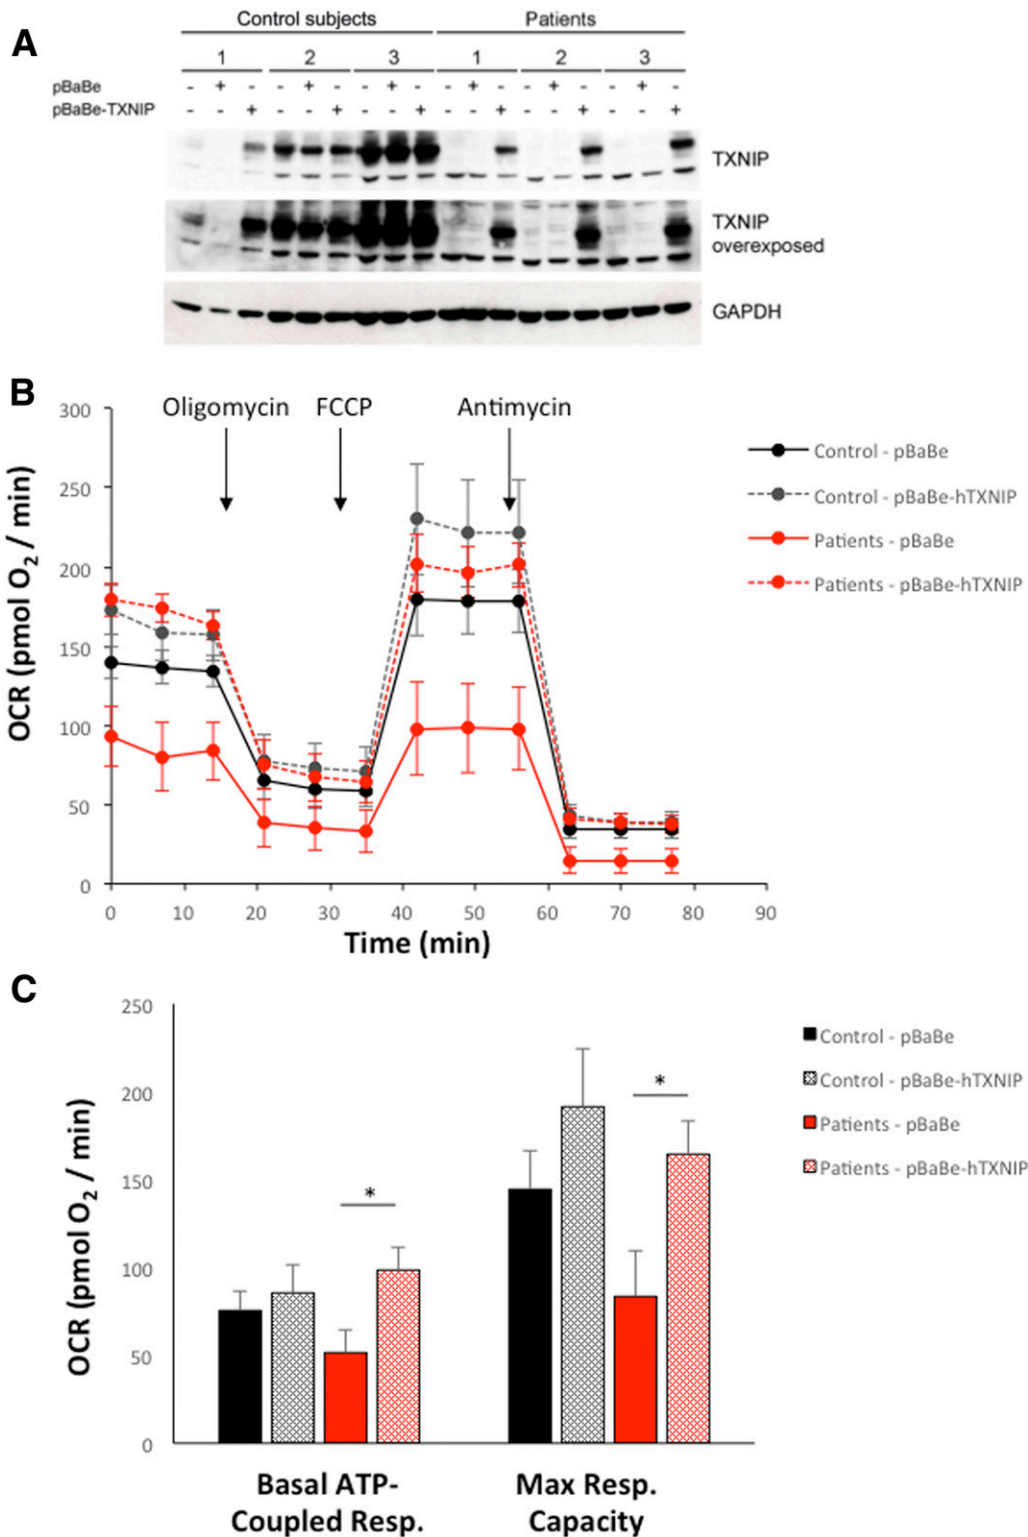 A
Control subjects Patients
1 2 3 1 2 3
pBaBe - + - - + - - + - - + - - + - - + -
pBaBe-TXNIP - - + - - + - - + - - + - - + - - +
TXNIP
TXNIP
overexposed
GAPDH
B
Oligomycin FCCP Antimycin
300
250
200
150
100
50
0
OCR (pmol O2 / min)
0 10 20 30 40 50 60 70 80 90
Time (min)
Control - pBaBe
Control - pBaBe-hTXNIP
Patients - pBaBe
Patients - pBaBe-hTXNIP
C
250
200
150
100
50
0
OCR (pmol O2 / min)
* *
Basal ATP- Max Resp.
Coupled Resp. Capacity
Control - pBaBe
Control - pBaBe-hTXNIP
Patients - pBaBe
Patients - pBaBe-hTXNIP